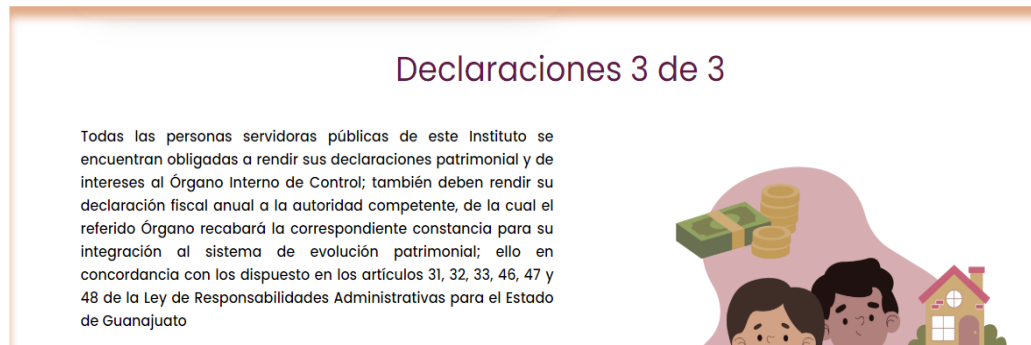 Declaraciones 3 de 3
Todas las personas servidoras públicas de este Instituto se
encuentran obligadas a rendir sus declaraciones patrimonial y de
intereses al Órgano Interno de Control; también deben rendir su
declaración fiscal anual a la autoridad competente, de la cual el
referido Órgano recabará la correspondiente constancia para su
integración al sistema de evolución patrimonial; ello en
concordancia con los dispuesto en los artículos 31, 32, 33, 46, 47 y
48 de la Ley de Responsabilidades Administrativas para el Estado
de Guanajuato